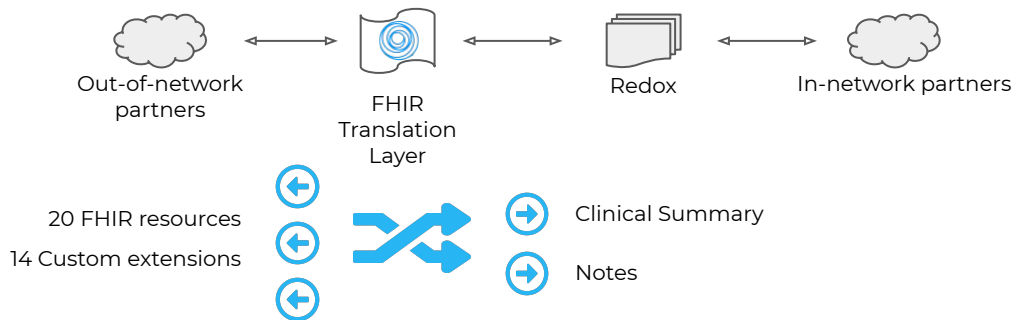 Out-of-network
partners
FHIR
Translation
Layer
Redox
In-network partners
20 FHIR resources
14 Custom extensions
Clinical Summary
Notes